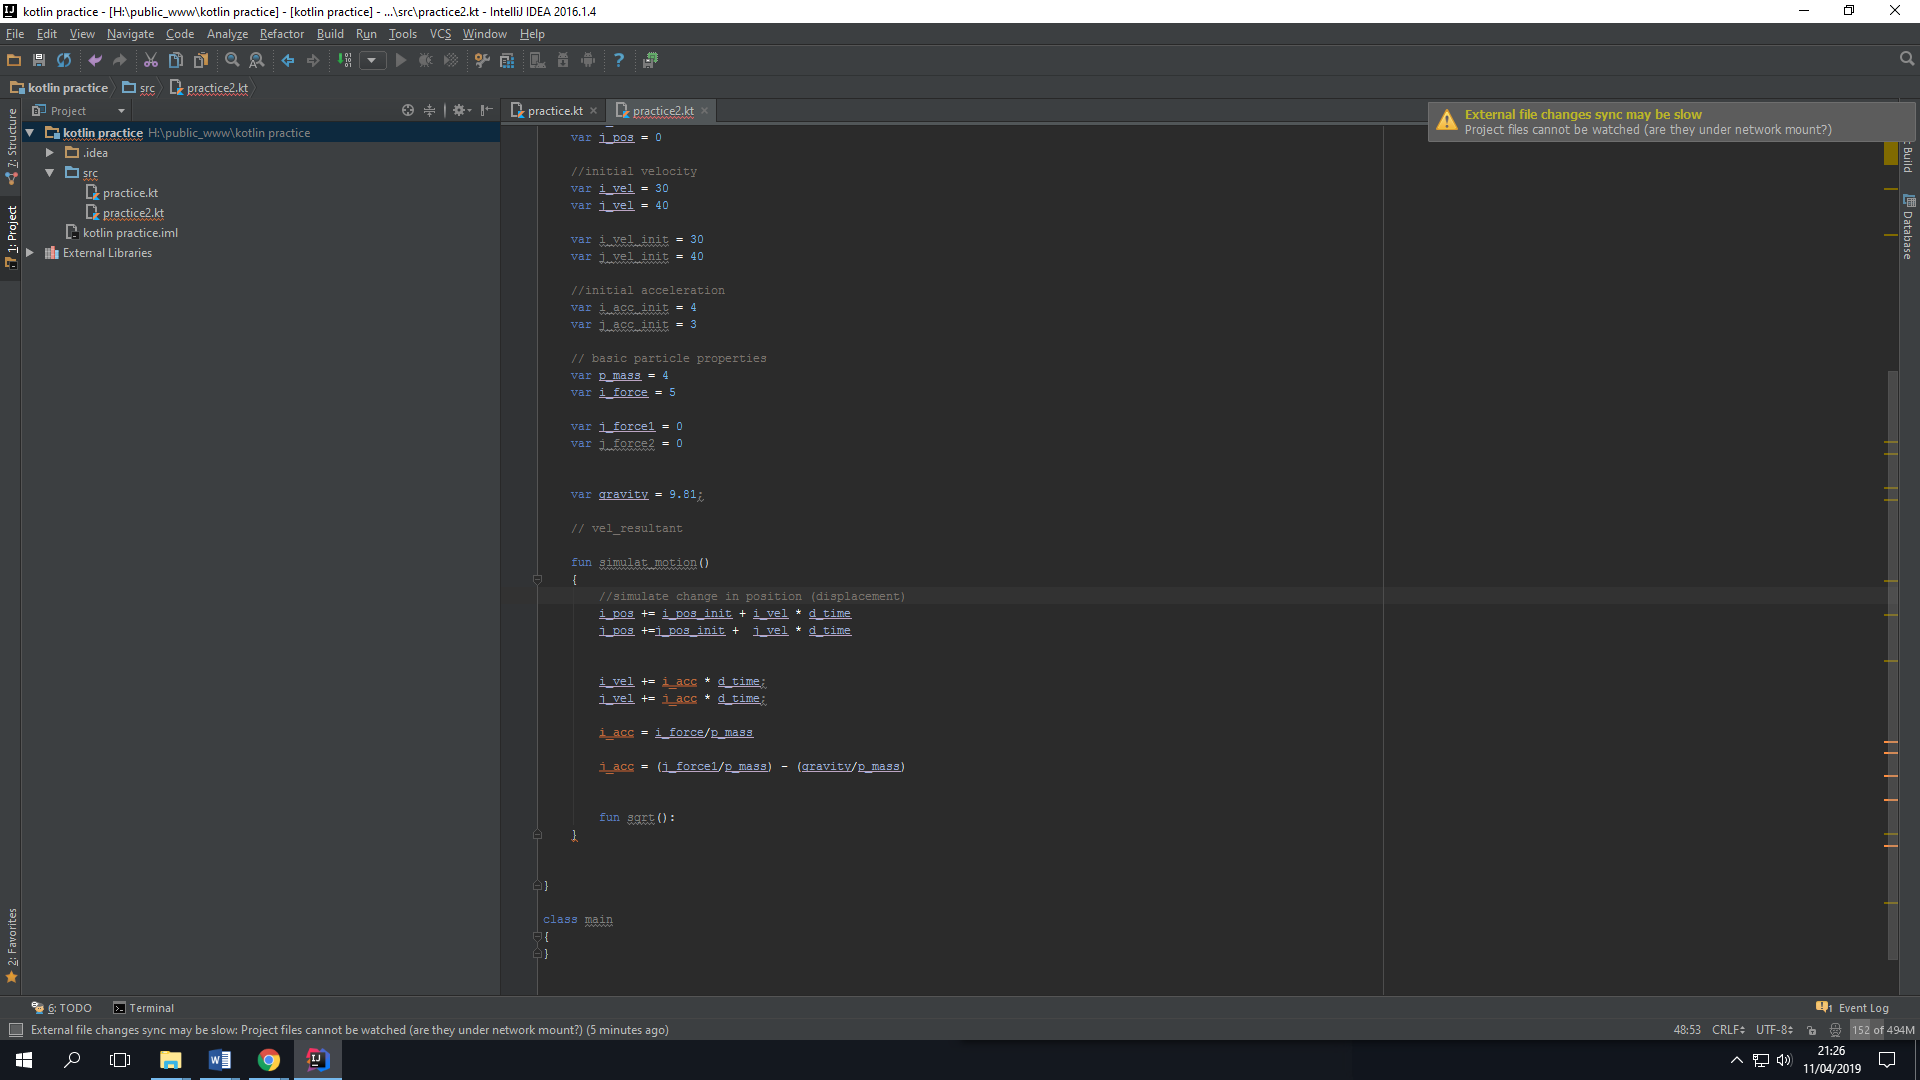 kotlin practice - [H:\public_www\kotlin practice] - [kotlin practice] - ...\src\practice2.kt - IntelliJ IDEA 2016.1.4
File Edit View Navigate Code Analyze Refactor Build Run Tools VCS Window Help
kotlin practice src practice2.kt
Project
practice.kt practice2.kt
External file changes sync may be slow
Project files cannot be watched (are they under network mount?)
7: Structure
1: Project
2: Favorites
Build
Database
kotlin practice H:\public_www\kotlin practice
.idea
src
practice.kt
practice2.kt
kotlin practice.iml
External Libraries
var j_pos = 0
//initial velocity
var i_vel = 30
var j_vel = 40
var i_vel_init = 30
var j_vel_init = 40
//initial acceleration
var i_acc_init = 4
var j_acc_init = 3
// basic particle properties
var p_mass = 4
var i_force = 5
var j_force1 = 0
var j_force2 = 0
var gravity = 9.81;
// vel_resultant
fun simulat_motion()
{
//simulate change in position (displacement)
i_pos += i_pos_init + i_vel * d_time
j_pos +=j_pos_init +  j_vel * d_time
i_vel += i_acc * d_time;
j_vel += j_acc * d_time;
i_acc = i_force/p_mass
j_acc = (j_force1/p_mass) - (gravity/p_mass)
fun sqrt():
}
}
class main
{
}
6: TODO Terminal
1 Event Log
External file changes sync may be slow: Project files cannot be watched (are they under network mount?) (5 minutes ago)
48:53 CRLF UTF-8 152 of 494M
21:26
11/04/2019